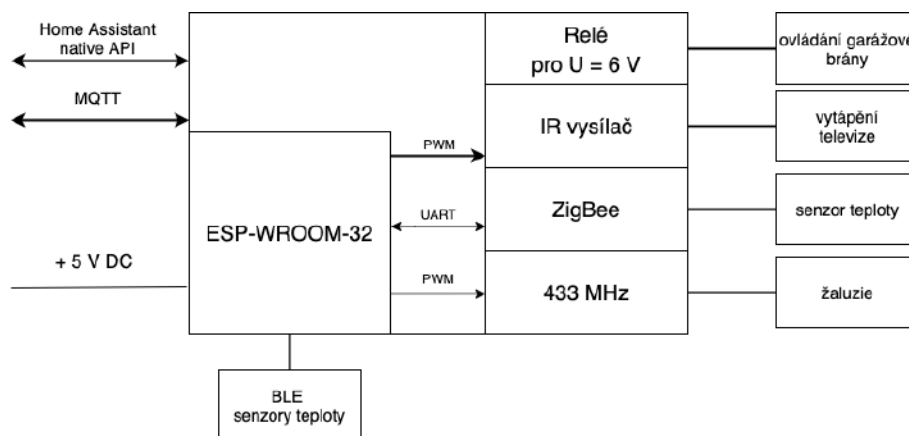 Home Assistant
native API
MQTT
+ 5 V DC
ESP-WROOM-32
BLE
senzory teploty
PWM
UART
PWM
Relé
pro U = 6 V
IR vysílač
ZigBee
433 MHz
ovládání garážové
brány
vytápění
televize
senzor teploty
žaluzie